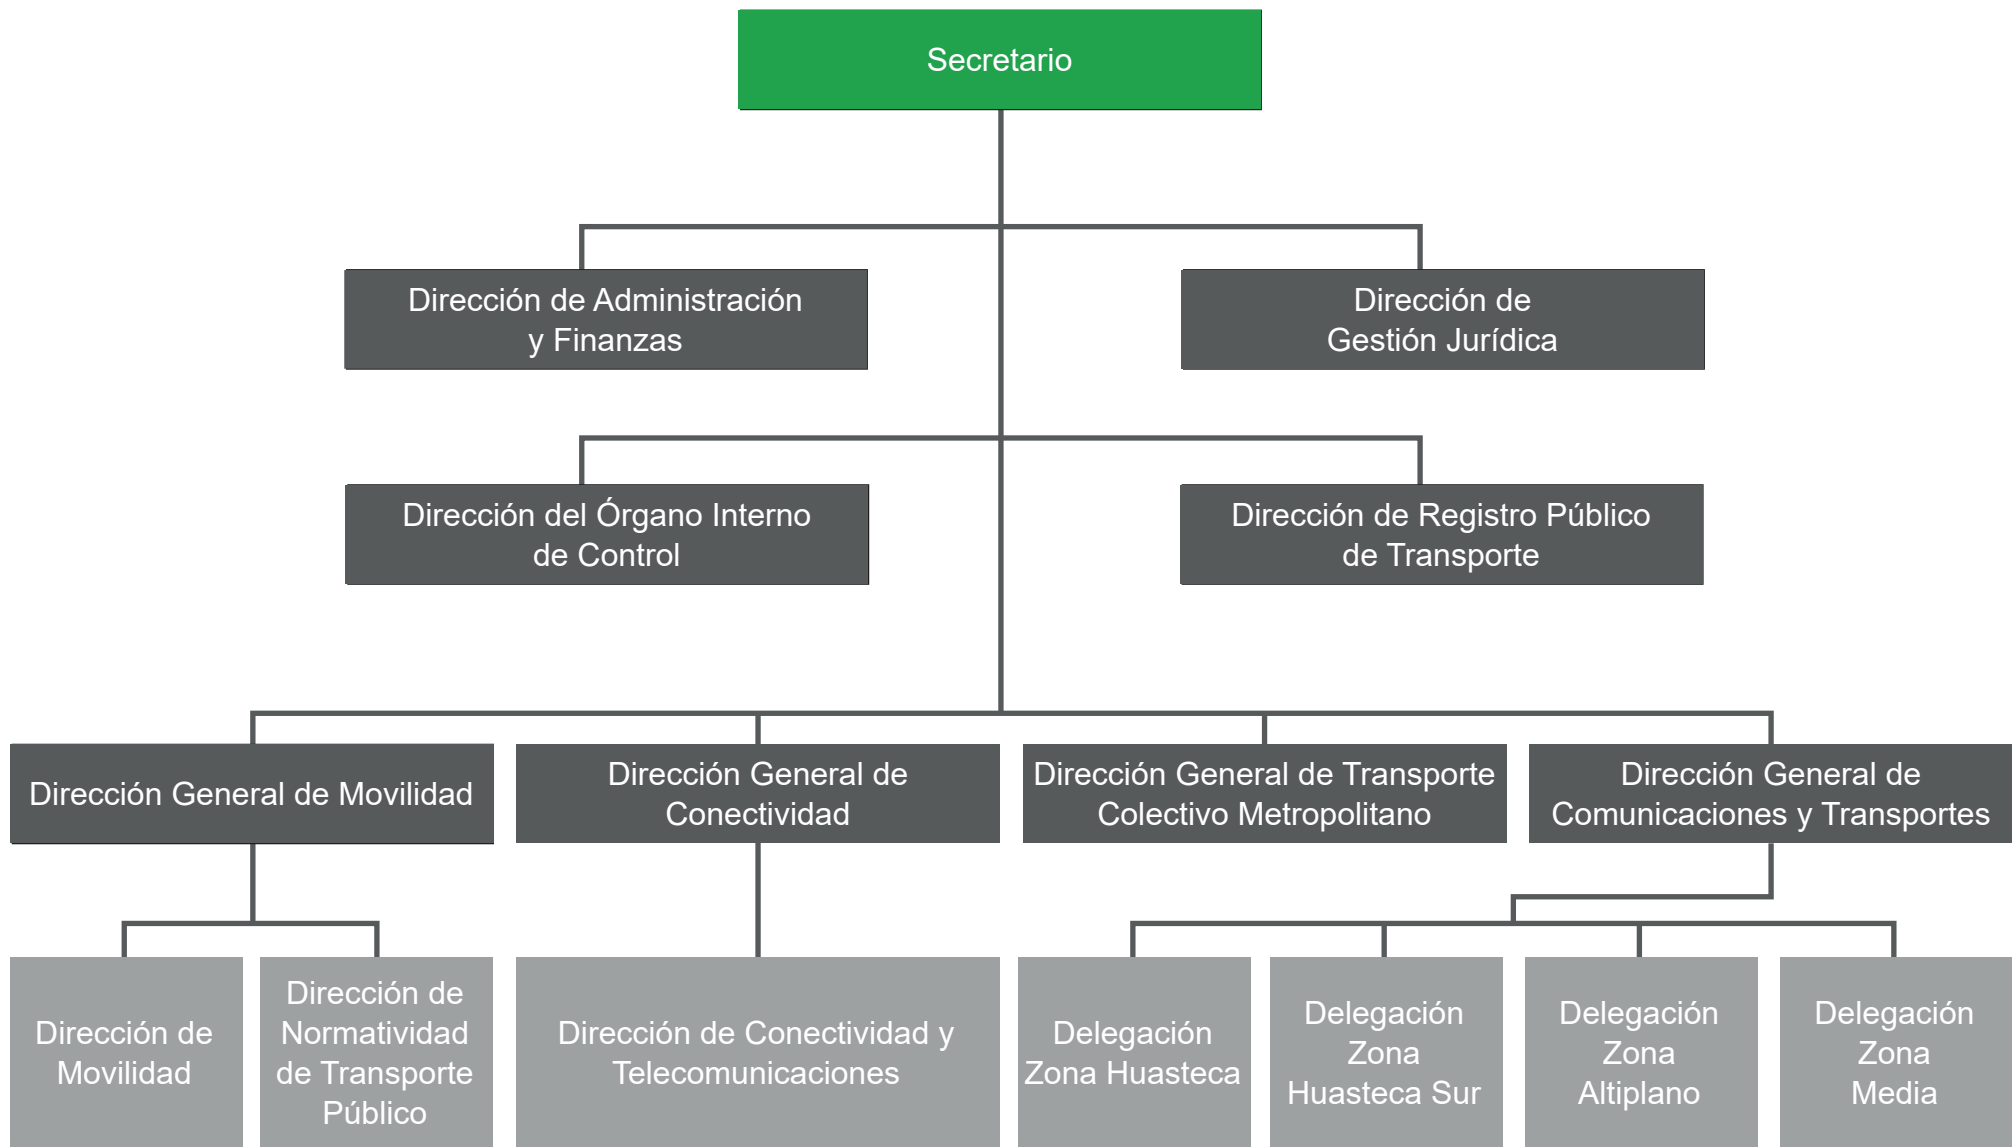 Secretario
Dirección de Administración
y Finanzas
Dirección de
Gestión Jurídica
Dirección del Órgano Interno
de Control
Dirección de Registro Público
de Transporte
Dirección General de Movilidad
Dirección General de
Conectividad
Dirección General de Transporte
Colectivo Metropolitano
Dirección General de
Comunicaciones y Transportes
Dirección de
Movilidad
Dirección de
Normatividad
de Transporte
Público
Dirección de Conectividad y
Telecomunicaciones
Delegación
Zona Huasteca
Delegación
Zona
Huasteca Sur
Delegación
Zona
Altiplano
Delegación
Zona
Media